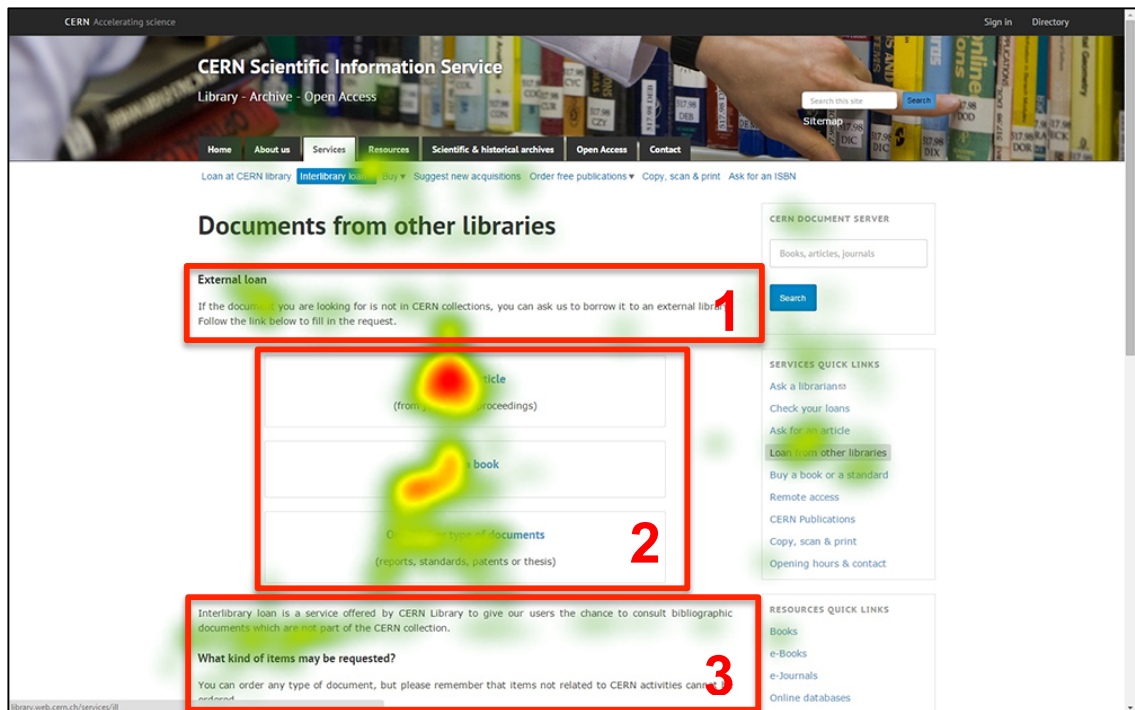 CERN Accelerating science
Sign in Directory
CERN Scientific Information Service
Library - Archive - Open Access
Search this site Search
Sitemap
Home About us Services Resources Scientific & historical archives Open Access Contact
Loan at CERN library Interlibrary loan Buy ▾ Suggest new acquisitions Order free publications ▾ Copy, scan & print Ask for an ISBN
Documents from other libraries
External loan
If the document you are looking for is not in CERN collections, you can ask us to borrow it to an external library.
Follow the link below to fill in the request.
1
(from proceedings)
book
type of documents
(reports, standards, patents or thesis)
2
Interlibrary loan is a service offered by CERN Library to give our users the chance to consult bibliographic
documents which are not part of the CERN collection.
What kind of items may be requested?
You can order any type of document, but please remember that items not related to CERN activities cannot
ordered
3
CERN DOCUMENT SERVER
Books, articles, journals
Search
SERVICES QUICK LINKS
Ask a librarian
Check your loans
Ask for an article
Loan from other libraries
Buy a book or a standard
Remote access
CERN Publications
Copy, scan & print
Opening hours & contact
RESOURCES QUICK LINKS
Books
e-Books
e-Journals
Online databases
library.web.cern.ch/services/ill